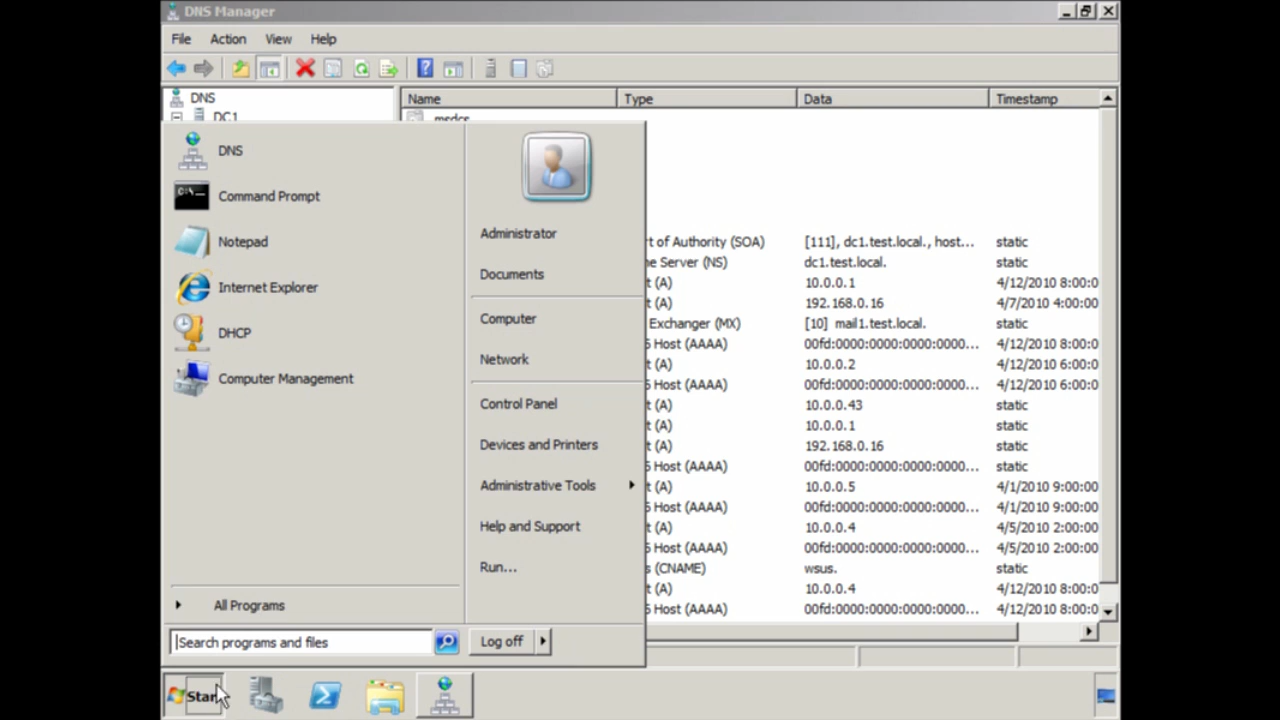 DNS Manager
File Action View Help
DNS
DC1
Name Type Data Timestamp
msdcs
DNS
Command Prompt
Notepad
Internet Explorer
DHCP
Computer Management
All Programs
Search programs and files
Administrator
Documents
Computer
Network
Control Panel
Devices and Printers
Administrative Tools
Help and Support
Run...
Log off
rt of Authority (SOA) [111], dc1.test.local., host... static
e Server (NS) dc1.test.local. static
t (A) 10.0.0.1 4/12/2010 8:00:0
t (A) 192.168.0.16 4/7/2010 4:00:00
Exchanger (MX) [10] mail1.test.local. static
6 Host (AAAA) 00fd:0000:0000:0000:0000... 4/12/2010 8:00:0
t (A) 10.0.0.2 4/12/2010 6:00:0
6 Host (AAAA) 00fd:0000:0000:0000:0000... 4/12/2010 6:00:0
t (A) 10.0.0.43 static
t (A) 10.0.0.1 static
t (A) 192.168.0.16 static
6 Host (AAAA) 00fd:0000:0000:0000:0000... static
t (A) 10.0.0.5 4/1/2010 9:00:00
6 Host (AAAA) 00fd:0000:0000:0000:0000... 4/1/2010 9:00:00
t (A) 10.0.0.4 4/5/2010 2:00:00
6 Host (AAAA) 00fd:0000:0000:0000:0000... 4/5/2010 2:00:00
s (CNAME) wsus. static
t (A) 10.0.0.4 4/12/2010 8:00:0
6 Host (AAAA) 00fd:0000:0000:0000:0000... 4/12/2010 8:00:0
Star